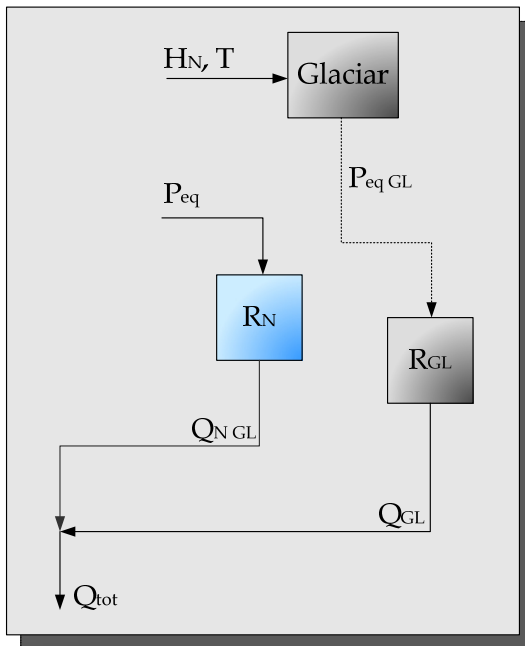 HN, T
Glaciar
Peq GL
Peq
RN
RGL
QN GL
QGL
Qtot